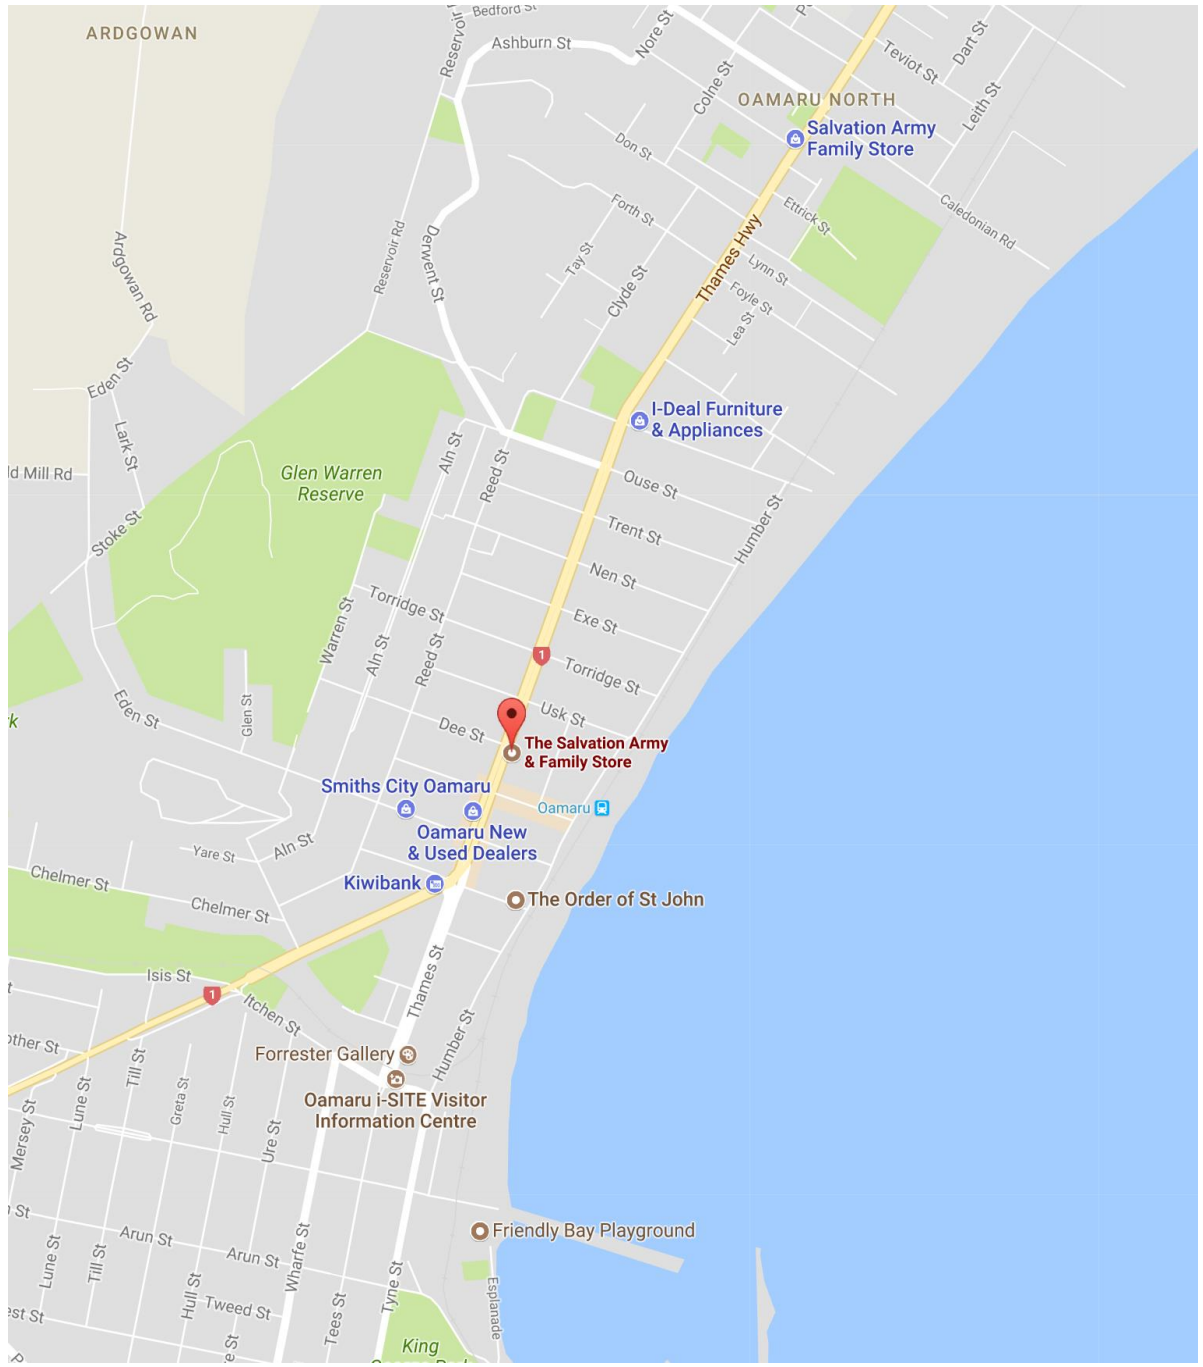 ARDGOWAN
Reservoir
Bedford St
Ashburn St
Nore St
Colne St
Teviot St
Dart St
Leith St
OAMARU NORTH
Salvation Army
Family Store
Don St
Forth St
Tay St
Clyde St
Ettrick St
Caledonian Rd
Thames Hwy
Lynn St
Foyle St
Lea St
Ardgowan Rd
Reservoir Rd
Derwent St
Eden St
Lark St
ld Mill Rd
Stoke St
Glen Warren
Reserve
Aln St
Reed St
I-Deal Furniture
& Appliances
Ouse St
Trent St
Humber St
Nen St
Exe St
Torridge St
Warren St
Aln St
Reed St
1
Torridge St
Usk St
Eden St
Glen St
k
Dee St
The Salvation Army
& Family Store
Smiths City Oamaru
Oamaru
Oamaru New
& Used Dealers
Yare St
Aln St
Chelmer St
Kiwibank
Chelmer St
The Order of St John
Isis St
1
Itchen St
Thames St
Humber St
other St
Till St
Lune St
Greta St
Hull St
Ure St
Mersey St
Forrester Gallery
Oamaru i-SITE Visitor
Information Centre
Friendly Bay Playground
n St
Arun St
Arun St
Wharfe St
Lune St
Till St
Hull St
Tweed St
Tees St
Tyne St
Esplanade
est St
re St
King